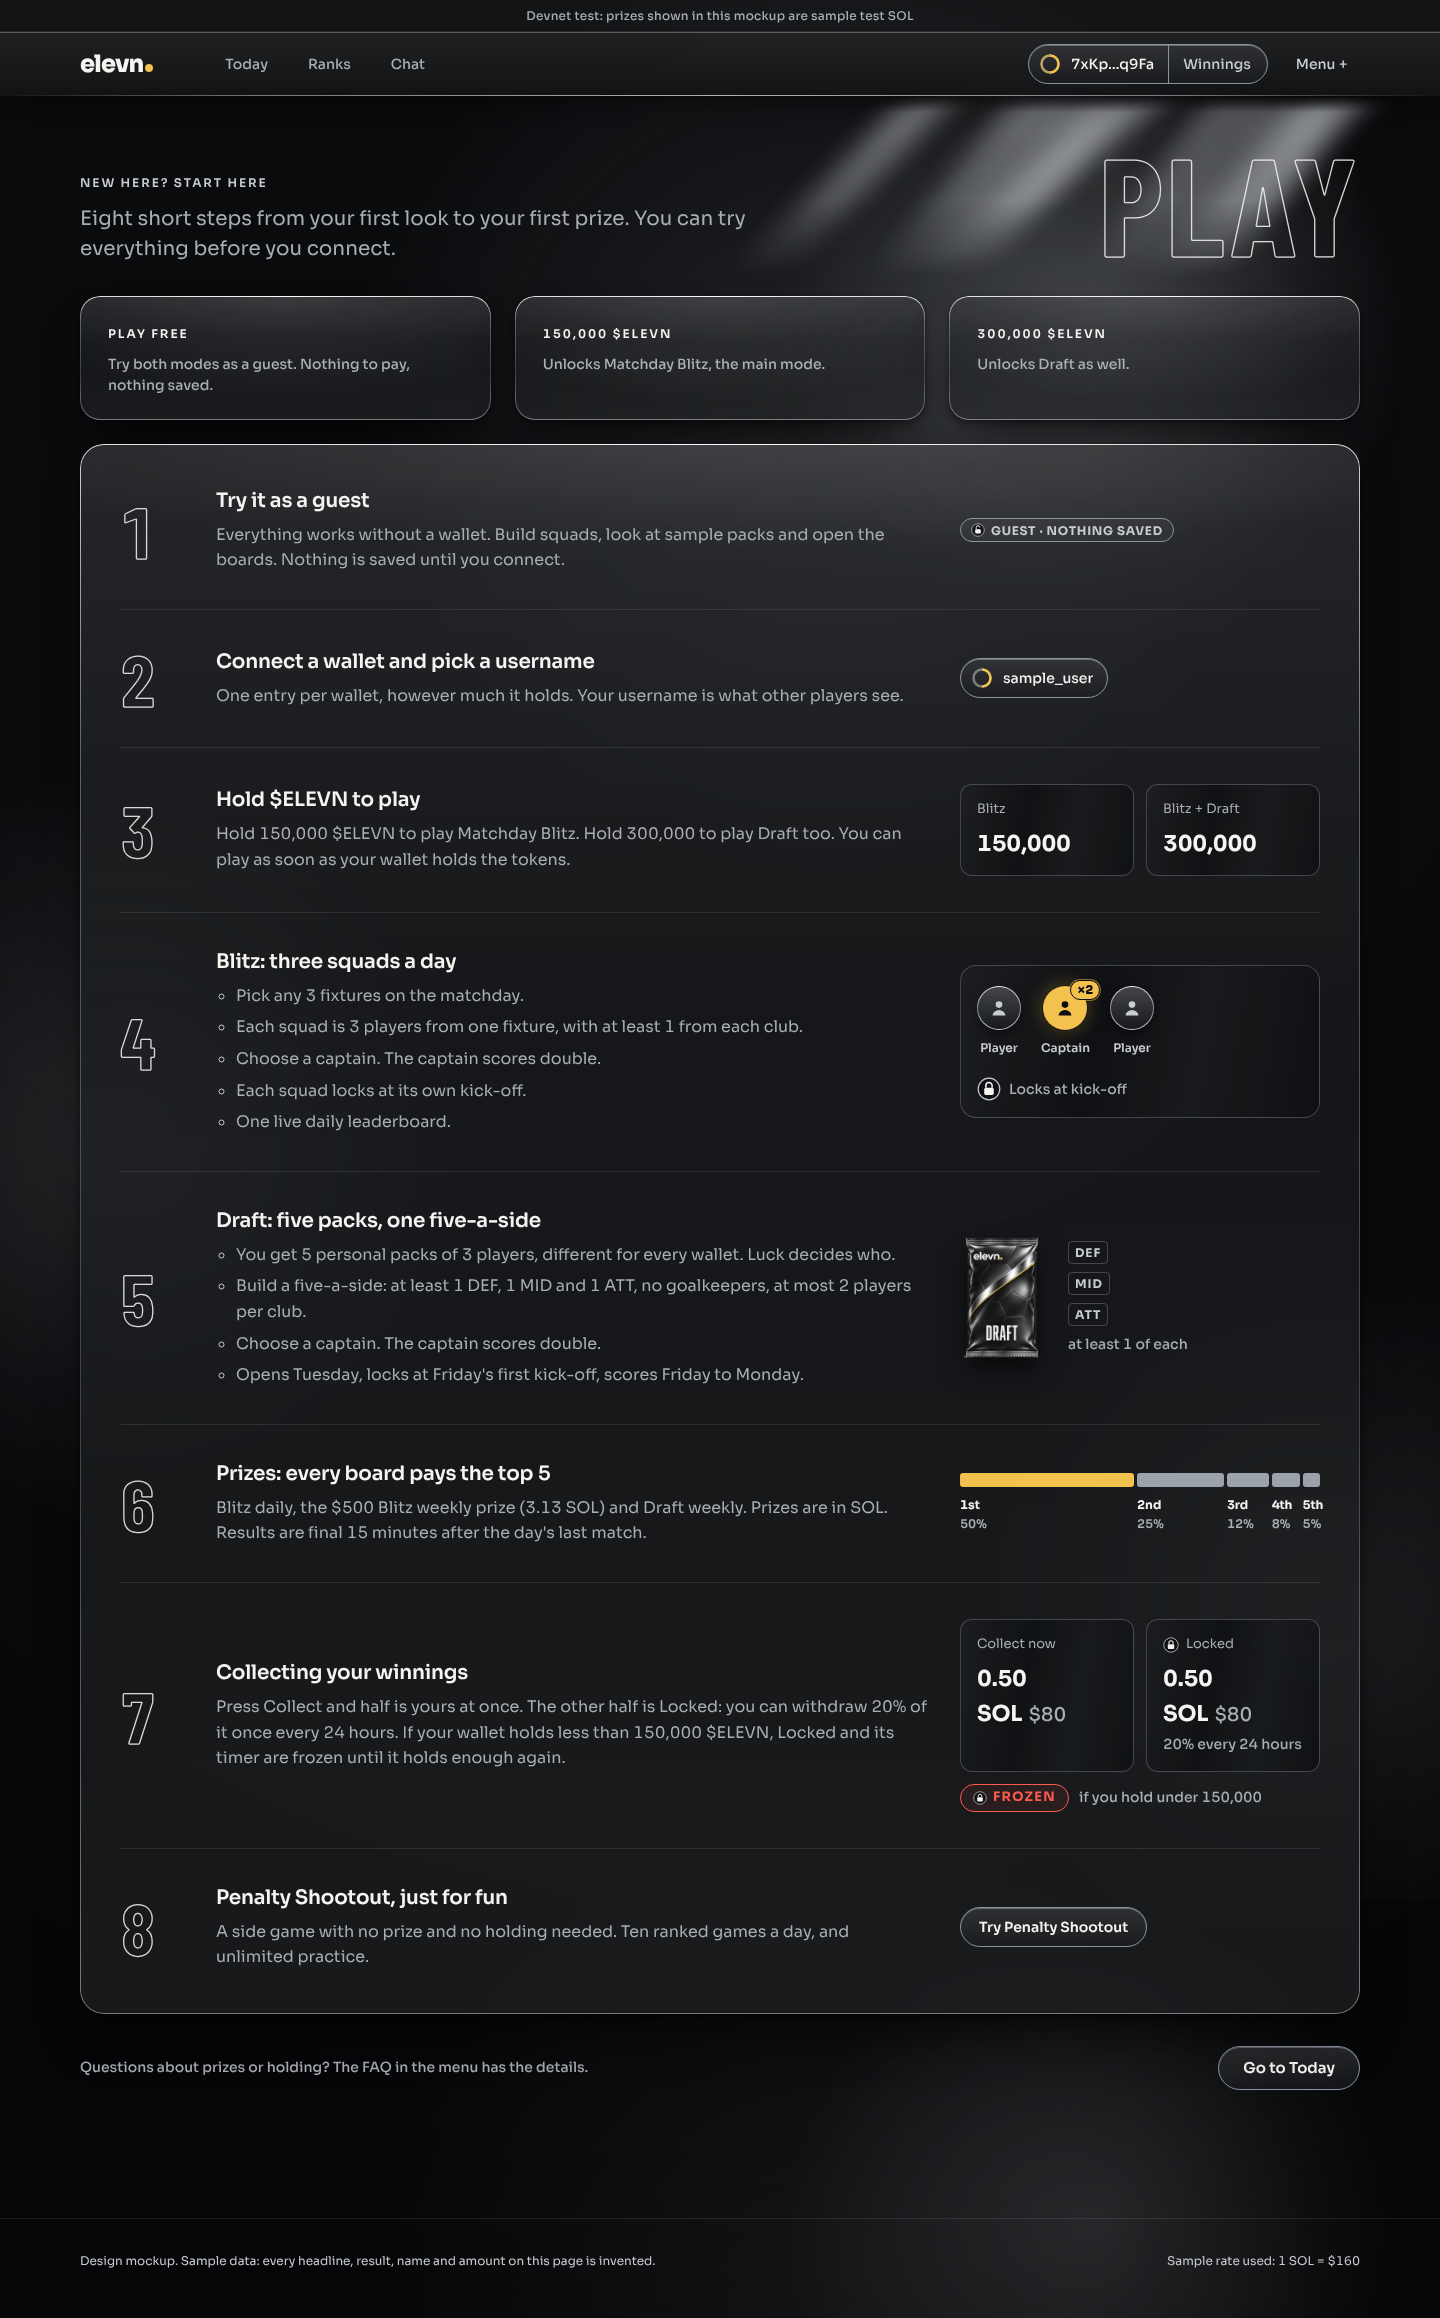 Devnet test: prizes shown in this mockup are sample test SOL
elevn.
Today
Ranks
Chat
7xKp...q9Fa
Winnings
Menu +
NEW HERE? START HERE
Eight short steps from your first look to your first prize. You can try
everything before you connect.
PLAY
PLAY FREE
Try both modes as a guest. Nothing to pay,
nothing saved.
150,000 $ELEVN
Unlocks Matchday Blitz, the main mode.
300,000 $ELEVN
Unlocks Draft as well.
1
Try it as a guest
Everything works without a wallet. Build squads, look at sample packs and open the
boards. Nothing is saved until you connect.
GUEST · NOTHING SAVED
2
Connect a wallet and pick a username
One entry per wallet, however much it holds. Your username is what other players see.
sample_user
3
Hold $ELEVN to play
Hold 150,000 $ELEVN to play Matchday Blitz. Hold 300,000 to play Draft too. You can
play as soon as your wallet holds the tokens.
Blitz
150,000
Blitz + Draft
300,000
4
Blitz: three squads a day
Pick any 3 fixtures on the matchday.
Each squad is 3 players from one fixture, with at least 1 from each club.
Choose a captain. The captain scores double.
Each squad locks at its own kick-off.
One live daily leaderboard.
×2
Player
Captain
Player
Locks at kick-off
5
Draft: five packs, one five-a-side
You get 5 personal packs of 3 players, different for every wallet. Luck decides who.
Build a five-a-side: at least 1 DEF, 1 MID and 1 ATT, no goalkeepers, at most 2 players
per club.
Choose a captain. The captain scores double.
Opens Tuesday, locks at Friday's first kick-off, scores Friday to Monday.
elevn.
DRAFT
DEF
MID
ATT
at least 1 of each
6
Prizes: every board pays the top 5
Blitz daily, the $500 Blitz weekly prize (3.13 SOL) and Draft weekly. Prizes are in SOL.
Results are final 15 minutes after the day's last match.
1st
2nd
3rd
4th
5th
50%
25%
12%
8%
5%
7
Collecting your winnings
Press Collect and half is yours at once. The other half is Locked: you can withdraw 20% of
it once every 24 hours. If your wallet holds less than 150,000 $ELEVN, Locked and its
timer are frozen until it holds enough again.
Collect now
0.50
SOL $80
Locked
0.50
SOL $80
20% every 24 hours
FROZEN
if you hold under 150,000
8
Penalty Shootout, just for fun
A side game with no prize and no holding needed. Ten ranked games a day, and
unlimited practice.
Try Penalty Shootout
Questions about prizes or holding? The FAQ in the menu has the details.
Go to Today
Design mockup. Sample data: every headline, result, name and amount on this page is invented.
Sample rate used: 1 SOL = $160